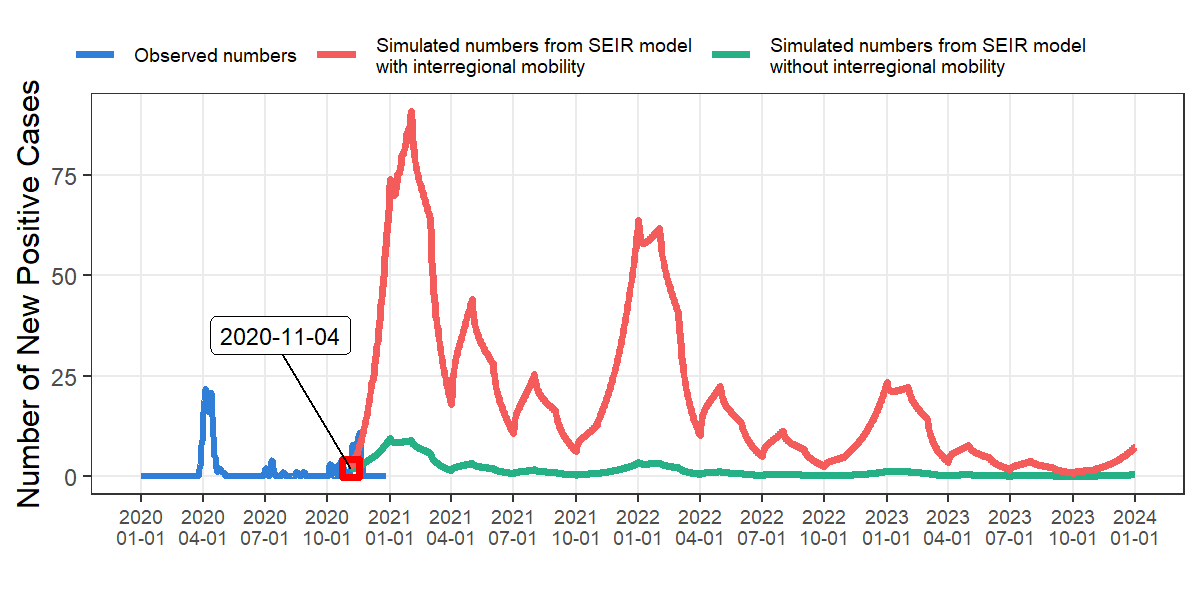 Observed numbers
Simulated numbers from SEIR model
with interregional mobility
Simulated numbers from SEIR model
without interregional mobility
Number of New Positive Cases
75
50
25
0
2020-11-04
2020 2020 2020 2020 2021 2021 2021 2021 2022 2022 2022 2022 2023 2023 2023 2023 2024
01-01 04-01 07-01 10-01 01-01 04-01 07-01 10-01 01-01 04-01 07-01 10-01 01-01 04-01 07-01 10-01 01-01